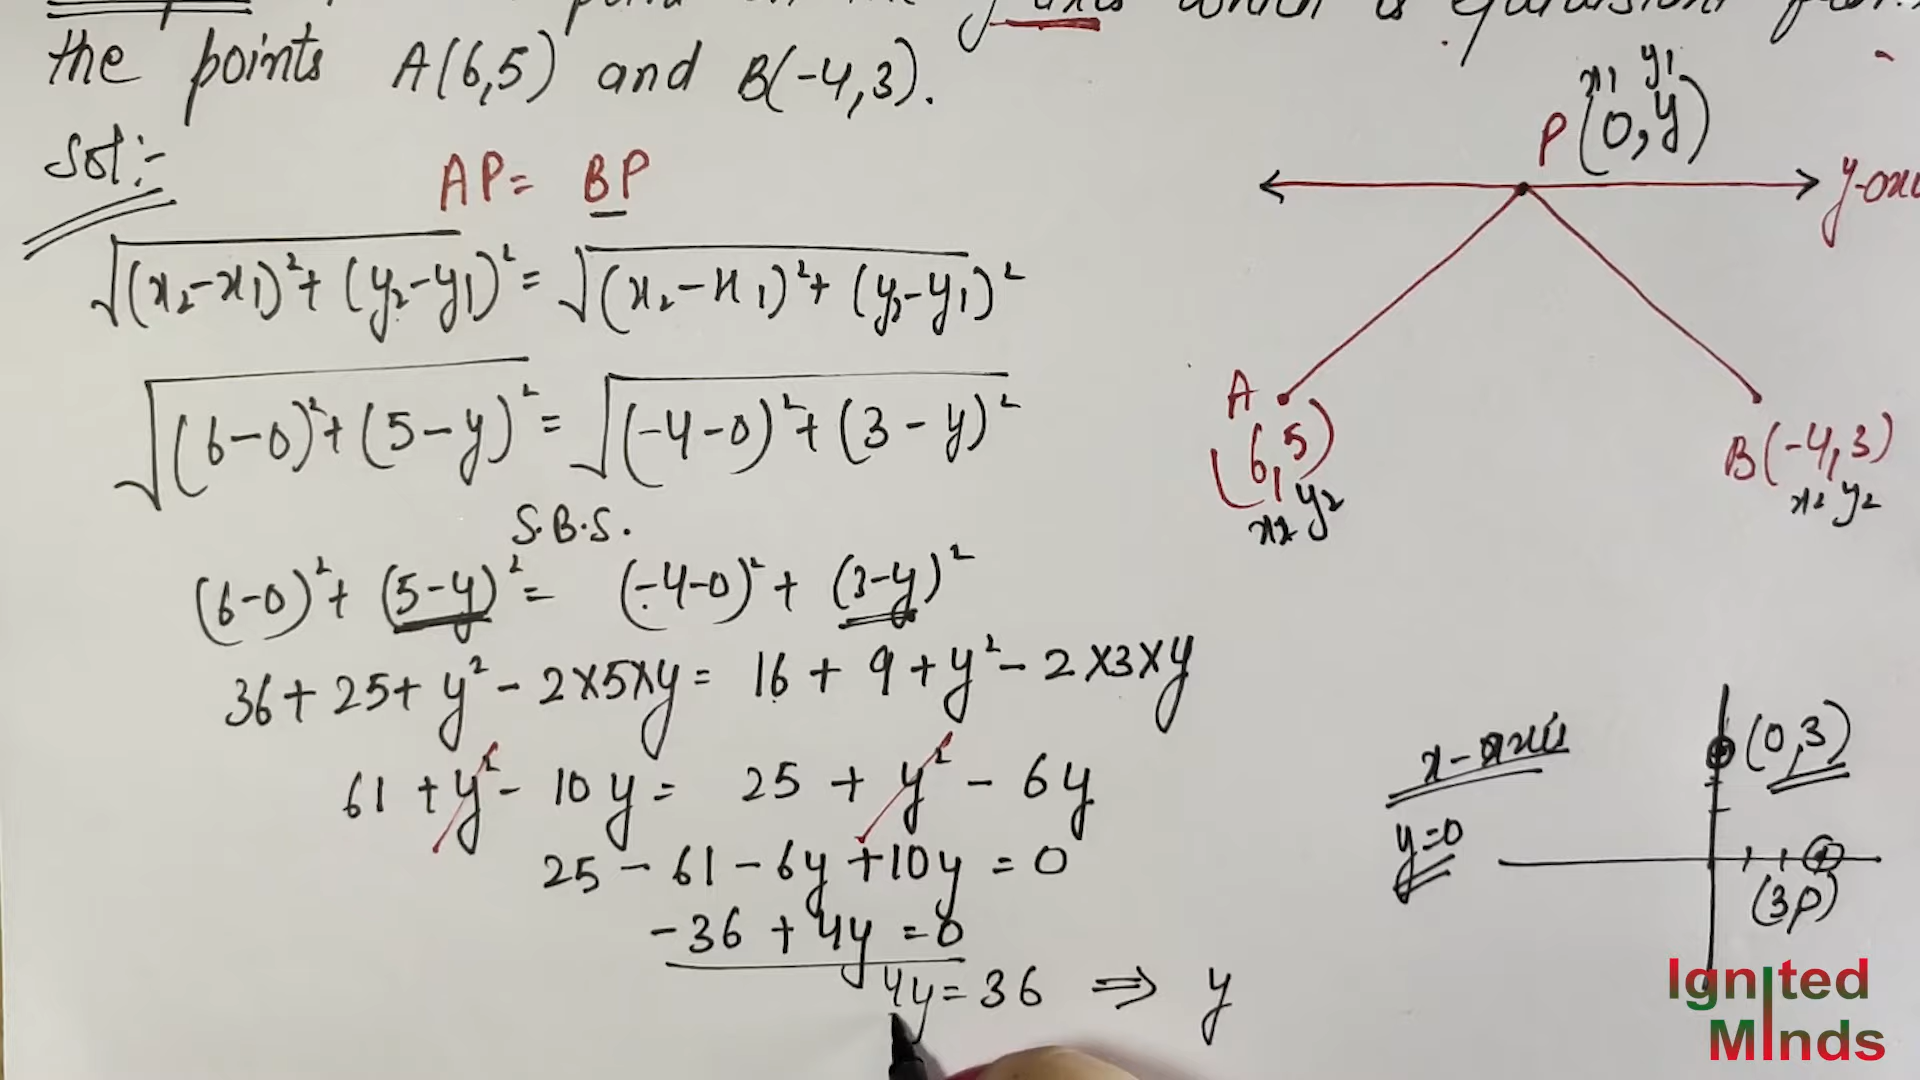 the points A(6,5) and B(-4,3).
Sol:-
AP = BP
√(x₂-x₁)²+(y₂-y₁)² = √(x₂-x₁)²+(y₂-y₁)²
√(6-0)²+(5-y)² = √(-4-0)²+(3-y)²
S.B.S.
(6-0)²+(5-y)² = (-4-0)²+(3-y)²
36+25+y²-2×5×y = 16+9+y²-2×3×y
61+y²-10y = 25+y²-6y
25-61-6y+10y = 0
-36+4y = 0
4y = 36 ⇒ y
x₁ y₁
P(0,y)
A
(6,5)
x₂ y₂
B(-4,3)
x₂ y₂
x-axis
y=0
(0,3)
(3,0)
Ignited
Minds